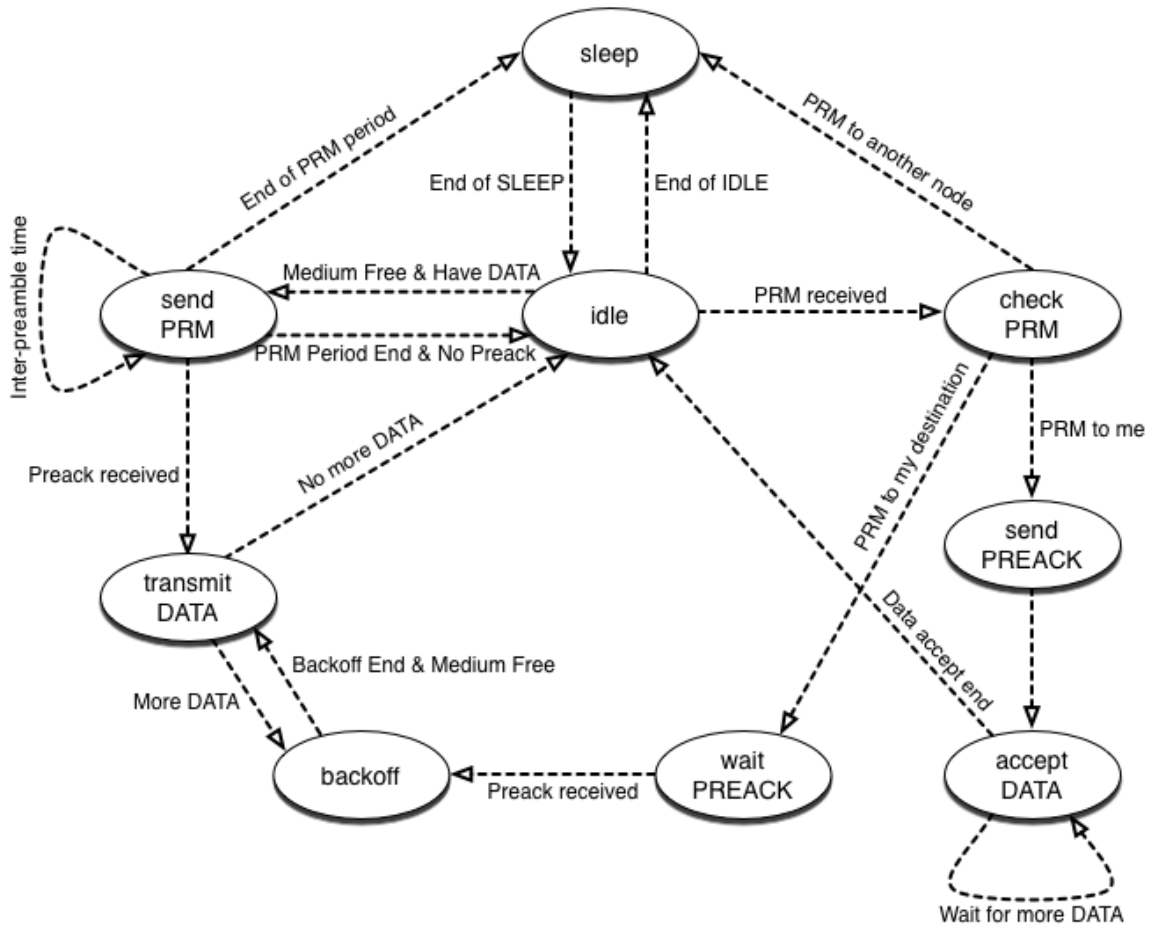 sleep
End of PRM period
PRM to another node
End of SLEEP
End of IDLE
Inter-preamble time
Medium Free & Have DATA
send
PRM
idle
PRM received
check
PRM
PRM Period End & No Preack
PRM to my destination
PRM to me
No more DATA
Preack received
send
PREACK
transmit
DATA
Data accept end
Backoff End & Medium Free
More DATA
backoff
Preack received
wait
PREACK
accept
DATA
Wait for more DATA